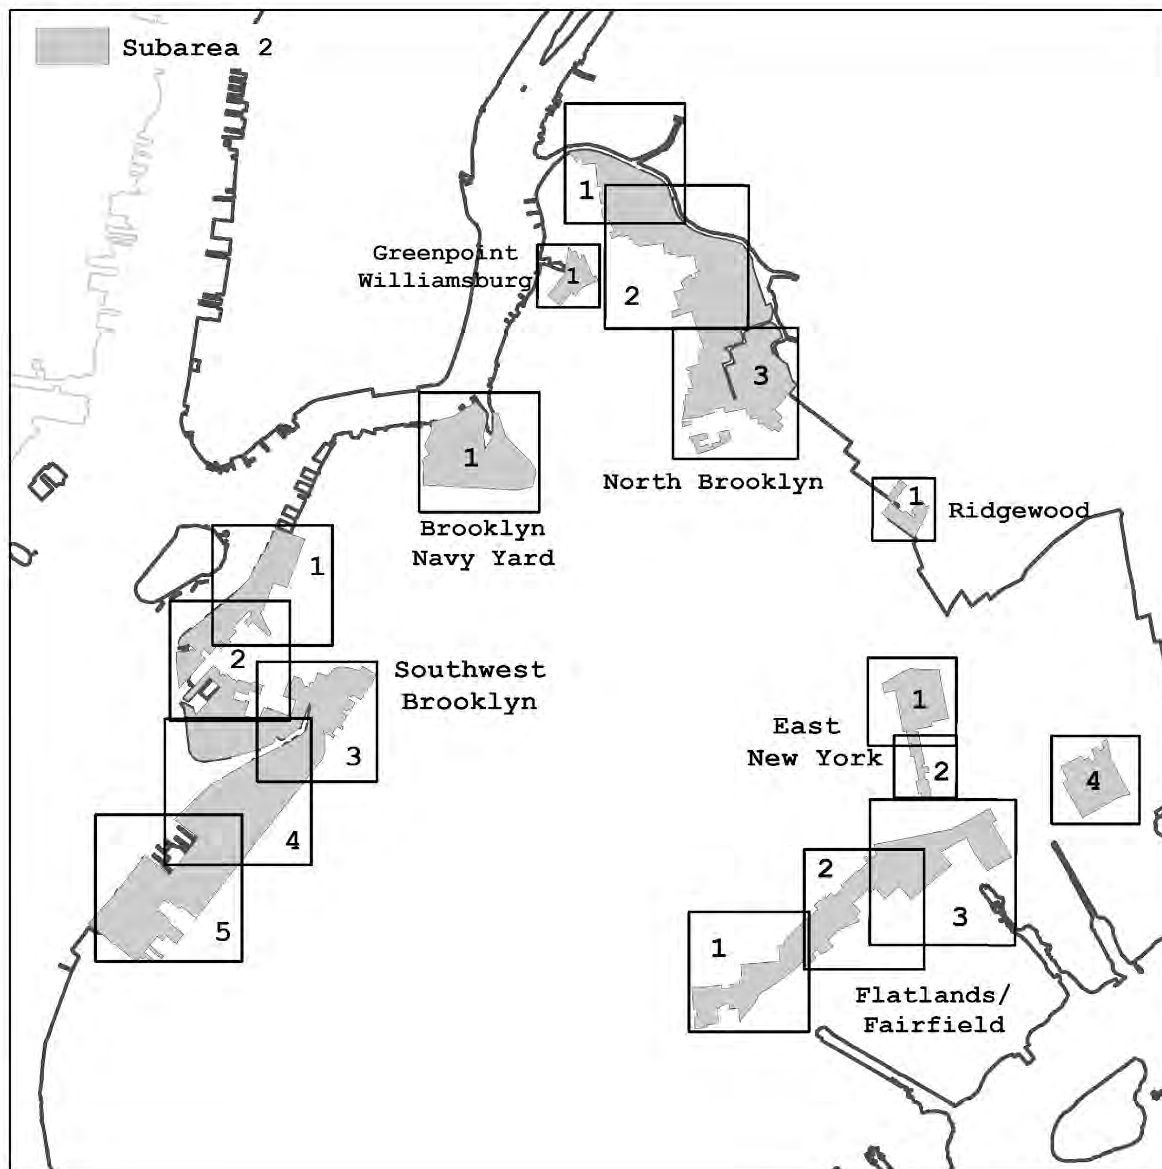 Subarea 2
1
Greenpoint
Williamsburg
1
2
3
1
North Brooklyn
Brooklyn
Navy Yard
1
Ridgewood
1
2
Southwest
Brooklyn
3
4
5
1
East
New York
2
4
2
3
1
Flatlands/
Fairfield